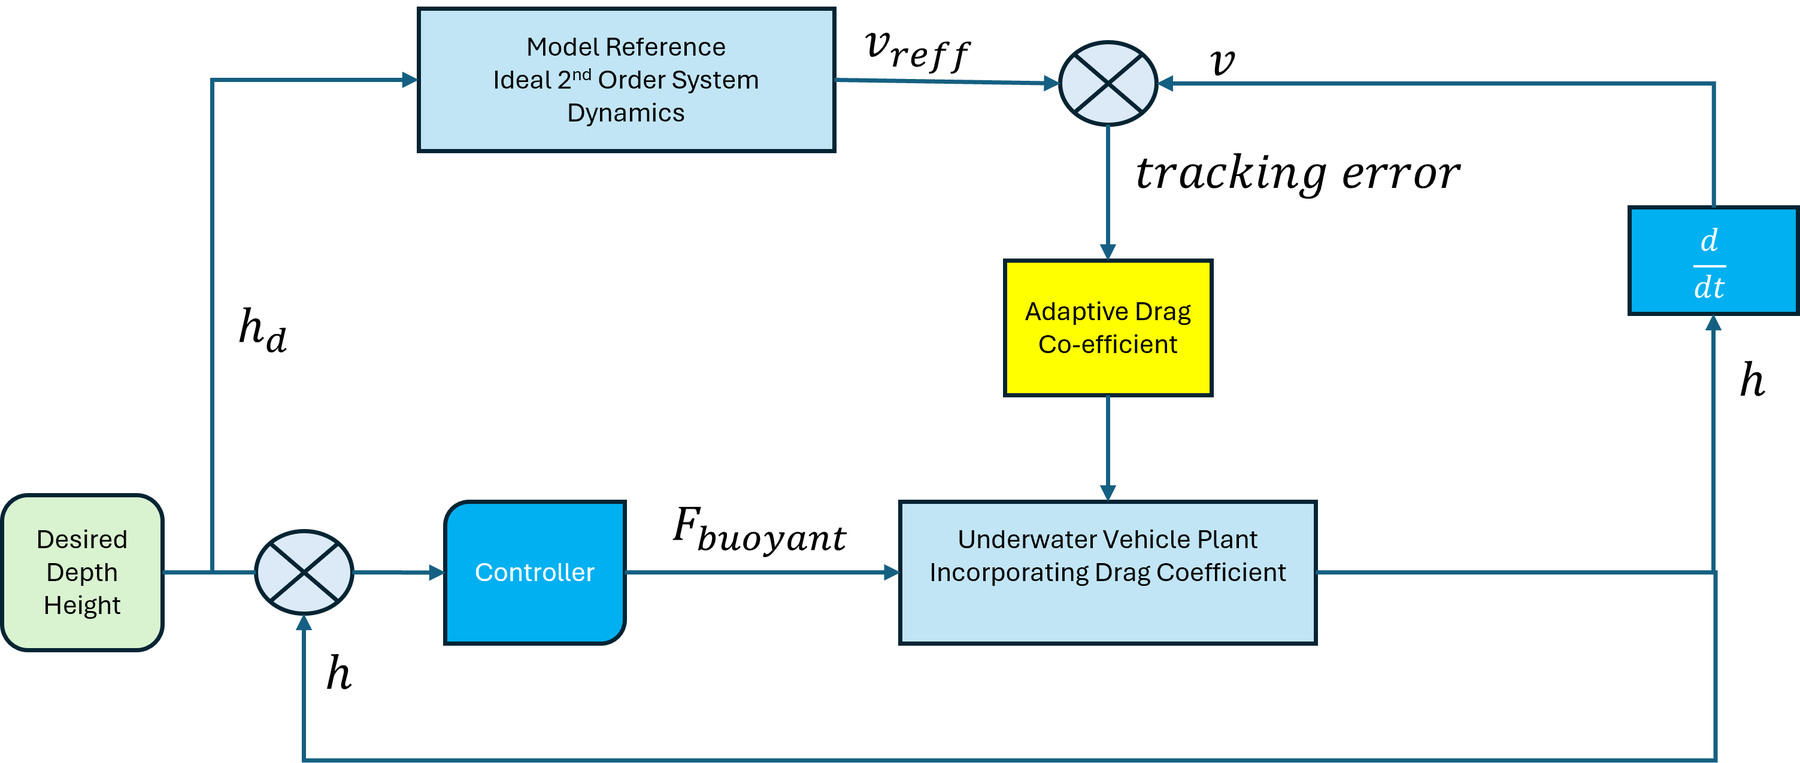 Model Reference
Ideal 2nd Order System
Dynamics
v_reff
v
tracking error
d
dt
Adaptive Drag
Co-efficient
h_d
h
Desired
Depth
Height
Controller
F_buoyant
Underwater Vehicle Plant
Incorporating Drag Coefficient
h